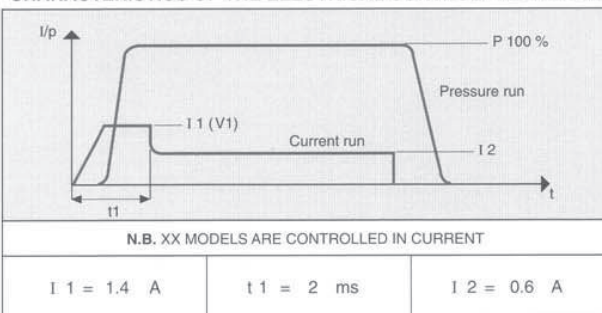 I/p
P 100 %
Pressure run
I 1 (V1)
Current run
I 2
t
t1
N.B. XX MODELS ARE CONTROLLED IN CURRENT
I 1 = 1.4 A
t 1 = 2 ms
I 2 = 0.6 A